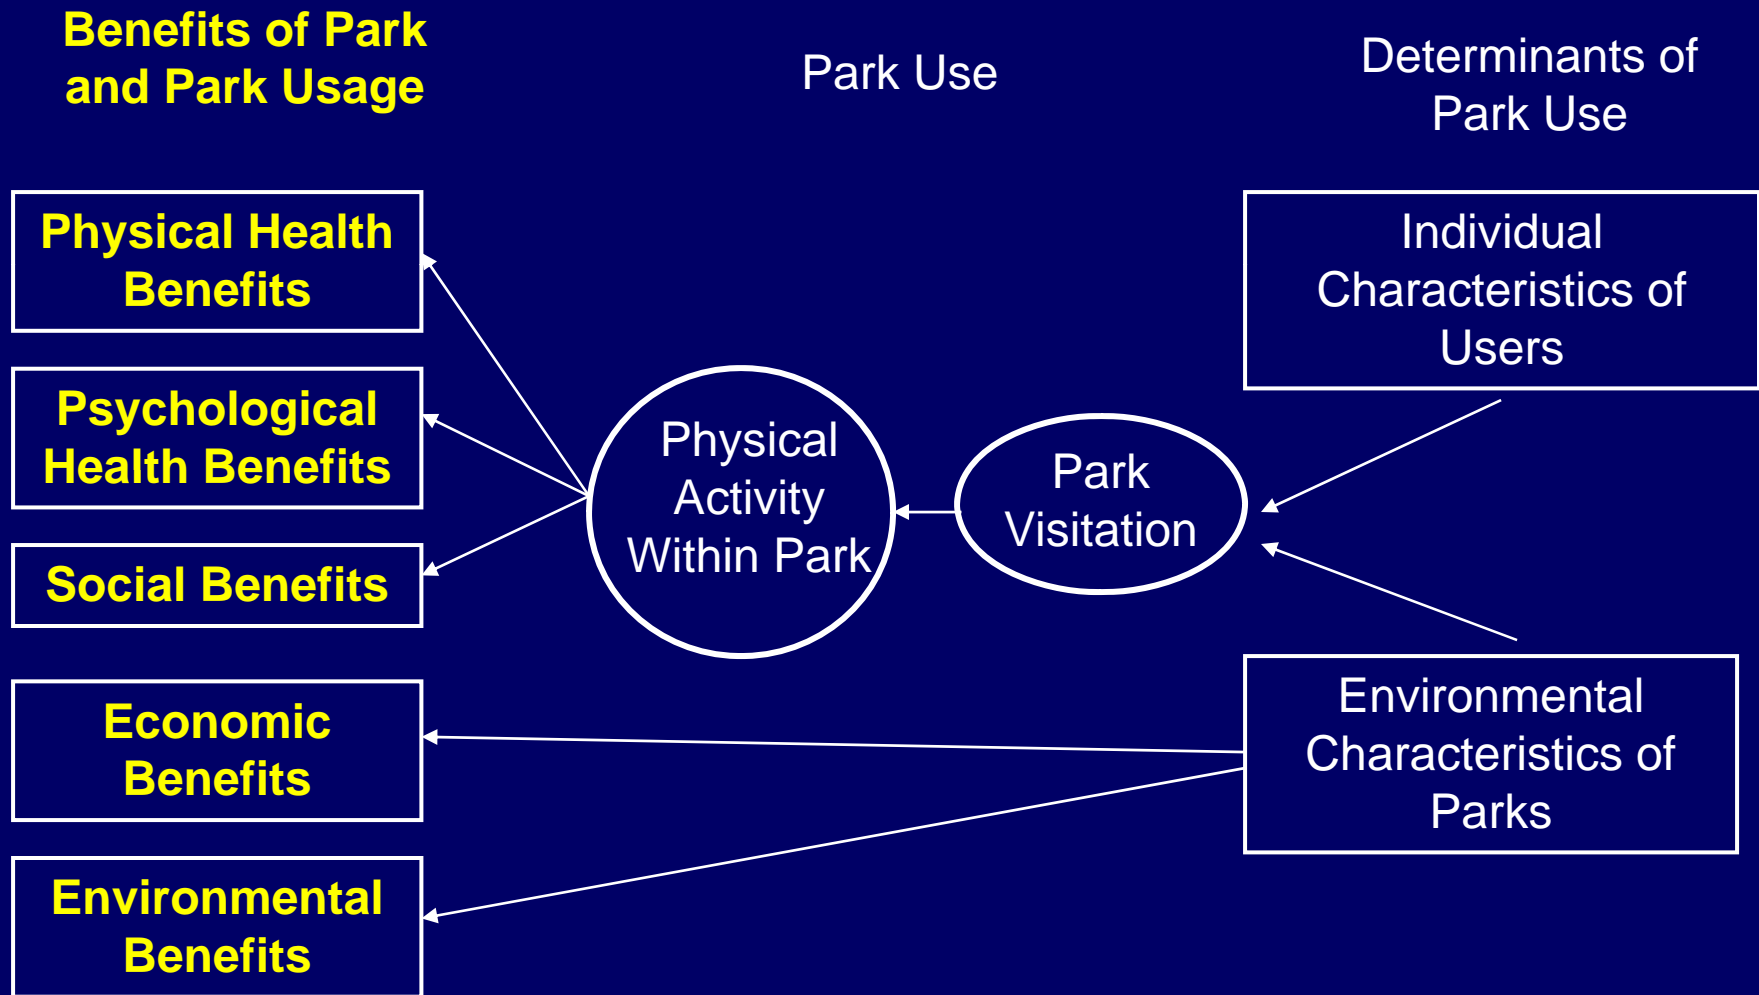 Benefits of Park
and Park Usage
Park Use
Determinants of
Park Use
Physical Health
Benefits
Psychological
Health Benefits
Social Benefits
Economic
Benefits
Environmental
Benefits
Physical
Activity
Within Park
Park
Visitation
Individual
Characteristics of
Users
Environmental
Characteristics of
Parks